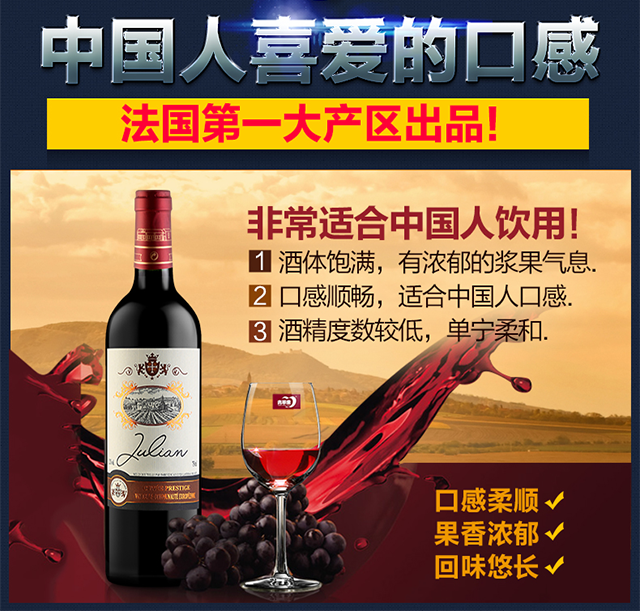 中国人喜爱的口感
法国第一大产区出品!
非常适合中国人饮用!
1 酒体饱满，有浓郁的浆果气息.
2 口感顺畅，适合中国人口感.
3 酒精度数较低，单宁柔和.
Julian
口感柔顺 ✓
果香浓郁 ✓
回味悠长 ✓